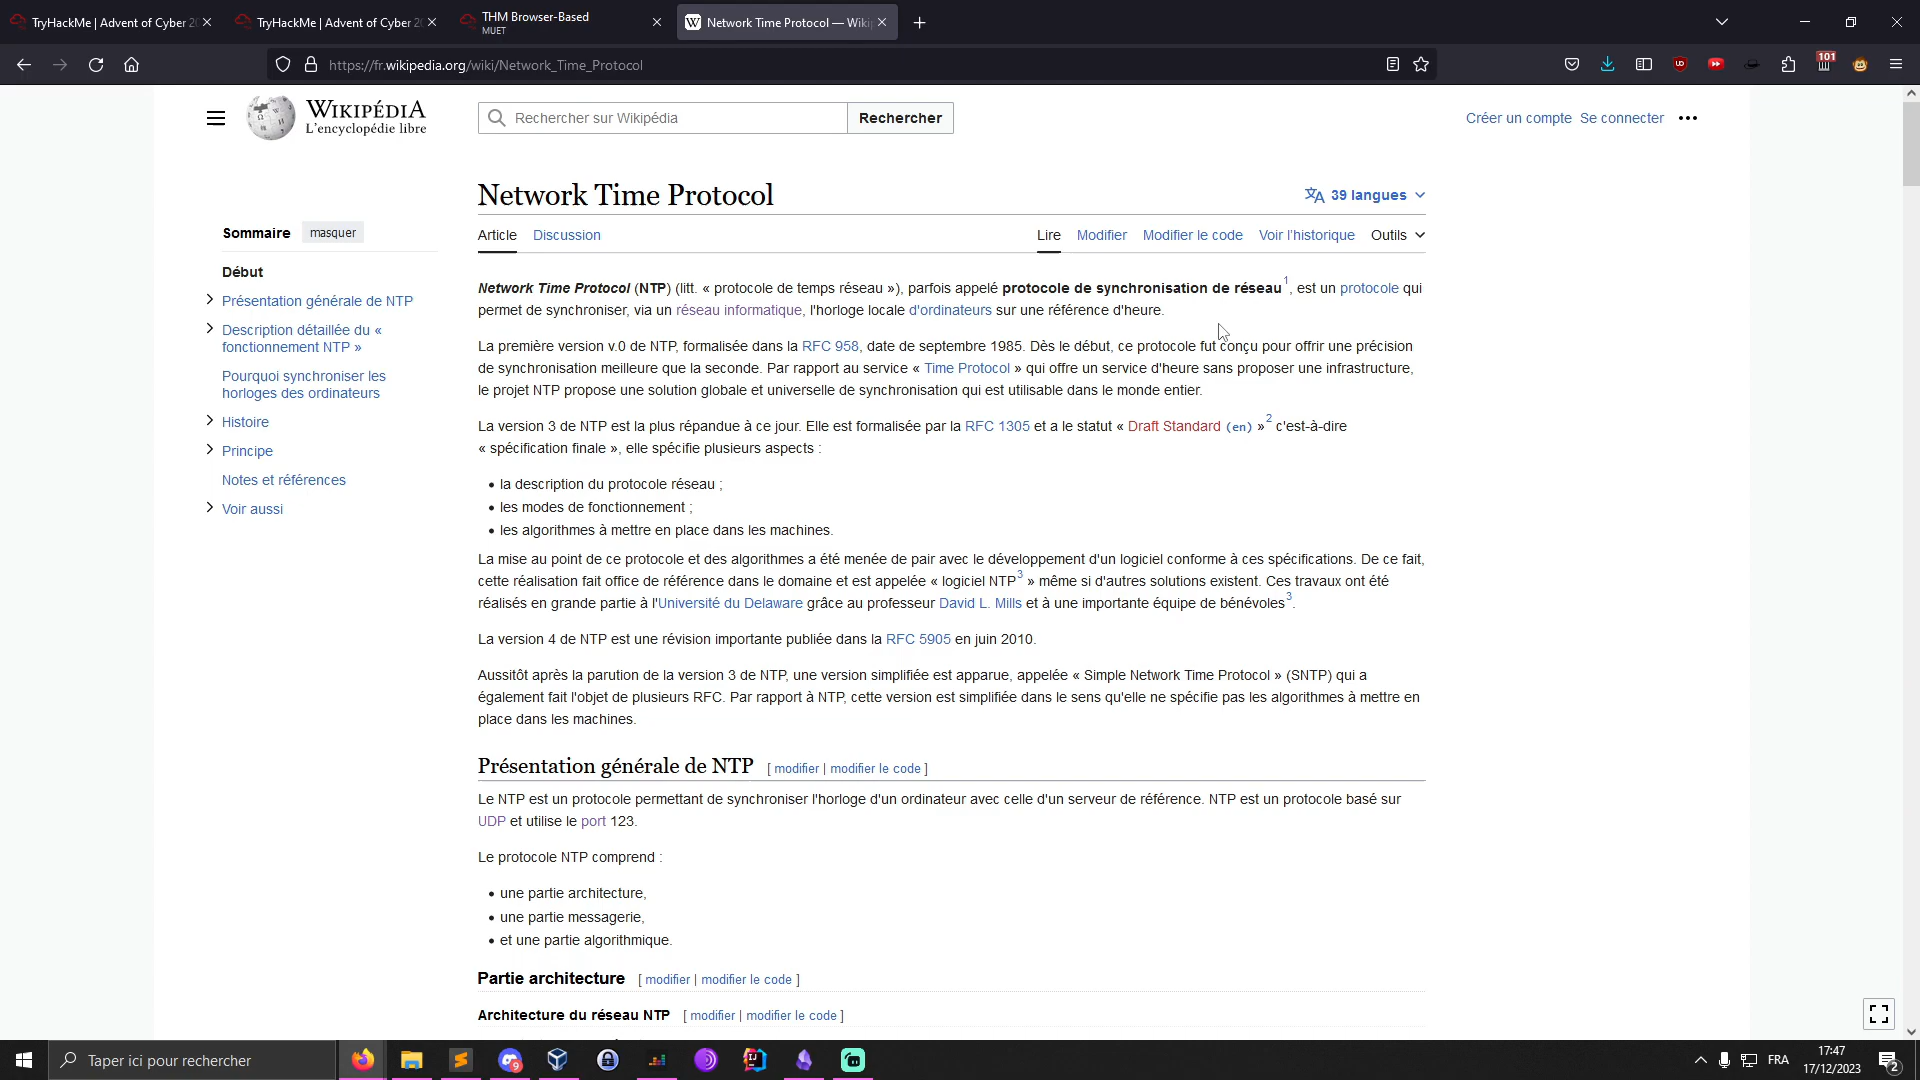 TryHackMe | Advent of Cyber 2
TryHackMe | Advent of Cyber 2
THM Browser-Based
MUET
Network Time Protocol — Wiki
https://fr.wikipedia.org/wiki/Network_Time_Protocol
101
WIKIPÉDIA
L'encyclopédie libre
Rechercher sur Wikipédia
Rechercher
Créer un compte Se connecter
Network Time Protocol
39 langues
Sommaire masquer
Article Discussion
Lire Modifier Modifier le code Voir l'historique Outils
Début
Présentation générale de NTP
Description détaillée du «
fonctionnement NTP »
Pourquoi synchroniser les
horloges des ordinateurs
Histoire
Principe
Notes et références
Voir aussi
Network Time Protocol (NTP) (litt. « protocole de temps réseau »), parfois appelé protocole de synchronisation de réseau1, est un protocole qui
permet de synchroniser, via un réseau informatique, l'horloge locale d'ordinateurs sur une référence d'heure.
La première version v.0 de NTP, formalisée dans la RFC 958, date de septembre 1985. Dès le début, ce protocole fut conçu pour offrir une précision
de synchronisation meilleure que la seconde. Par rapport au service « Time Protocol » qui offre un service d'heure sans proposer une infrastructure,
le projet NTP propose une solution globale et universelle de synchronisation qui est utilisable dans le monde entier.
La version 3 de NTP est la plus répandue à ce jour. Elle est formalisée par la RFC 1305 et a le statut « Draft Standard (en) »2 c'est-à-dire
« spécification finale », elle spécifie plusieurs aspects :
• la description du protocole réseau ;
• les modes de fonctionnement ;
• les algorithmes à mettre en place dans les machines.
La mise au point de ce protocole et des algorithmes a été menée de pair avec le développement d'un logiciel conforme à ces spécifications. De ce fait,
cette réalisation fait office de référence dans le domaine et est appelée « logiciel NTP3 » même si d'autres solutions existent. Ces travaux ont été
réalisés en grande partie à l'Université du Delaware grâce au professeur David L. Mills et à une importante équipe de bénévoles3.
La version 4 de NTP est une révision importante publiée dans la RFC 5905 en juin 2010.
Aussitôt après la parution de la version 3 de NTP, une version simplifiée est apparue, appelée « Simple Network Time Protocol » (SNTP) qui a
également fait l'objet de plusieurs RFC. Par rapport à NTP, cette version est simplifiée dans le sens qu'elle ne spécifie pas les algorithmes à mettre en
place dans les machines.
Présentation générale de NTP [ modifier | modifier le code ]
Le NTP est un protocole permettant de synchroniser l'horloge d'un ordinateur avec celle d'un serveur de référence. NTP est un protocole basé sur
UDP et utilise le port 123.
Le protocole NTP comprend :
• une partie architecture,
• une partie messagerie,
• et une partie algorithmique.
Partie architecture [ modifier | modifier le code ]
Architecture du réseau NTP [ modifier | modifier le code ]
Taper ici pour rechercher
9
FRA
17:47
17/12/2023
2